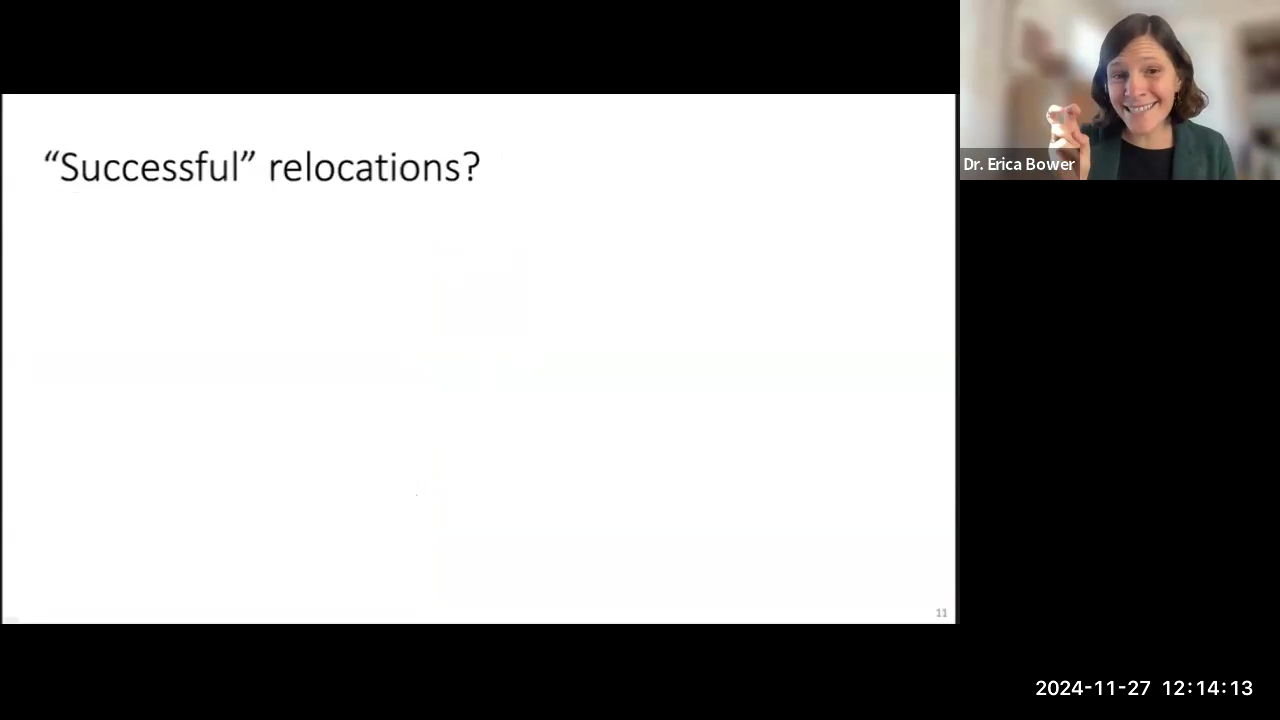 “Successful” relocations?
Dr. Erica Bower
11
2024-11-27 12:14:13